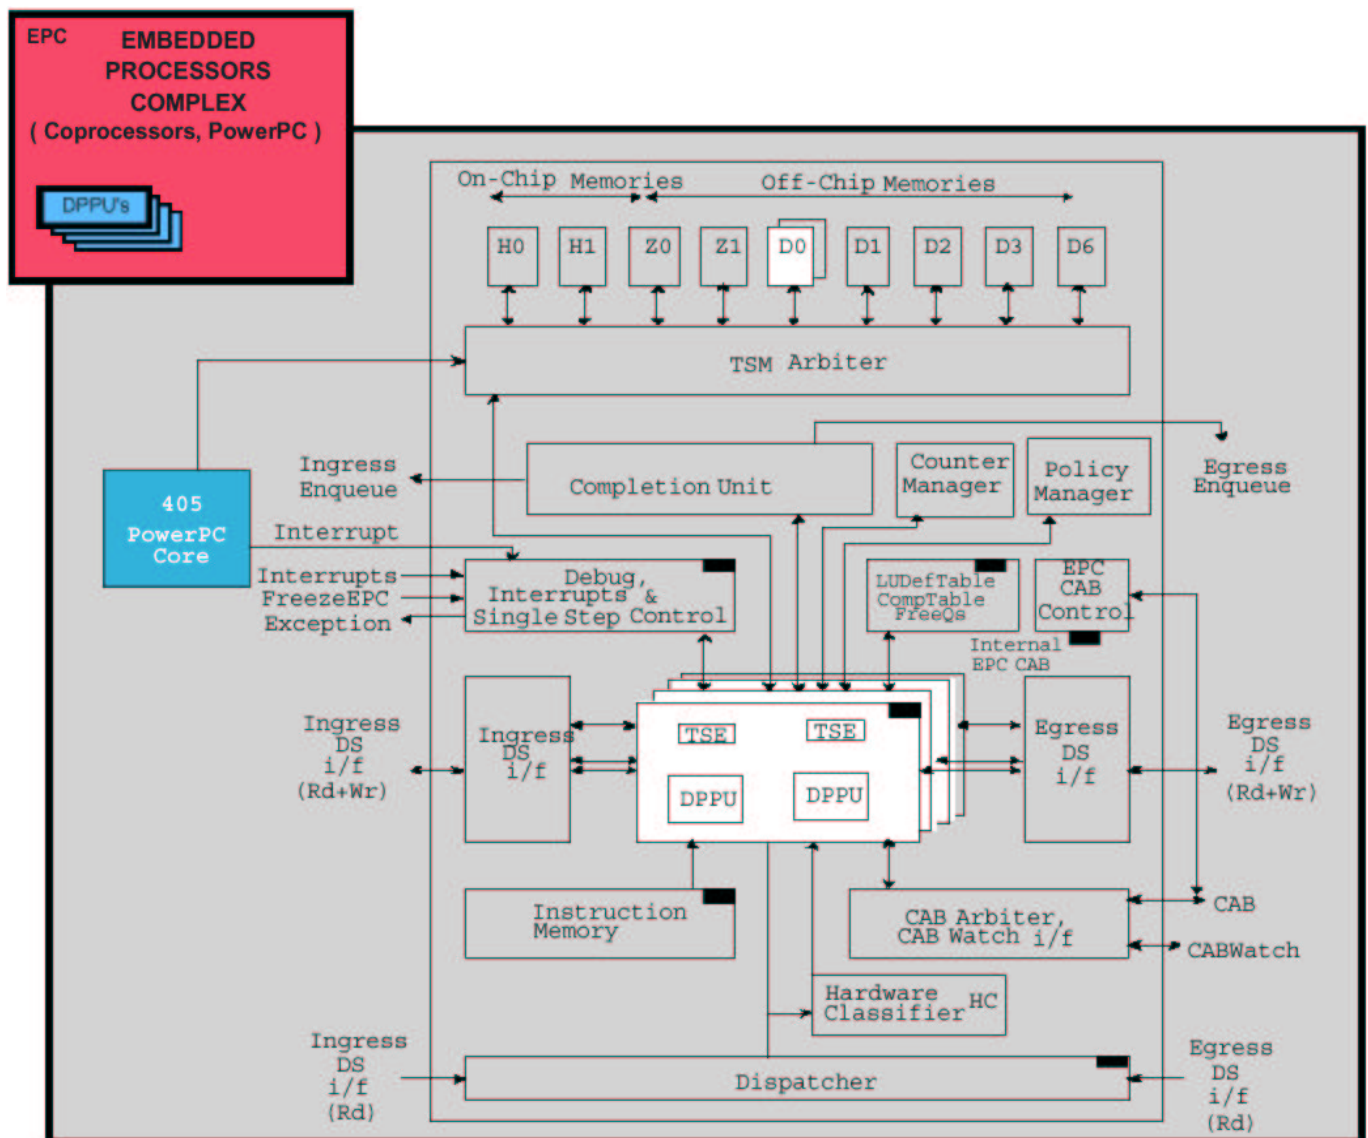 EPC
EMBEDDED
PROCESSORS
COMPLEX
( Coprocessors, PowerPC )
DPPU's
On-Chip Memories
Off-Chip Memories
H0
H1
Z0
Z1
D0
D1
D2
D3
D6
TSM Arbiter
405
PowerPC
Core
Ingress
Enqueue
Completion Unit
Counter
Manager
Policy
Manager
Egress
Enqueue
Interrupt
Interrupts
FreezeEPC
Exception
Debug,
Interrupts &
Single Step Control
LUDefTable
CompTable
FreeQs
EPC
CAB
Control
Internal
EPC CAB
Ingress
DS
i/f
(Rd+Wr)
Ingress
DS
i/f
TSE
TSE
DPPU
DPPU
Egress
DS
i/f
Egress
DS
i/f
(Rd+Wr)
Instruction
Memory
CAB Arbiter,
CAB Watch i/f
CAB
CABWatch
Hardware
Classifier
HC
Ingress
DS
i/f
(Rd)
Dispatcher
Egress
DS
i/f
(Rd)